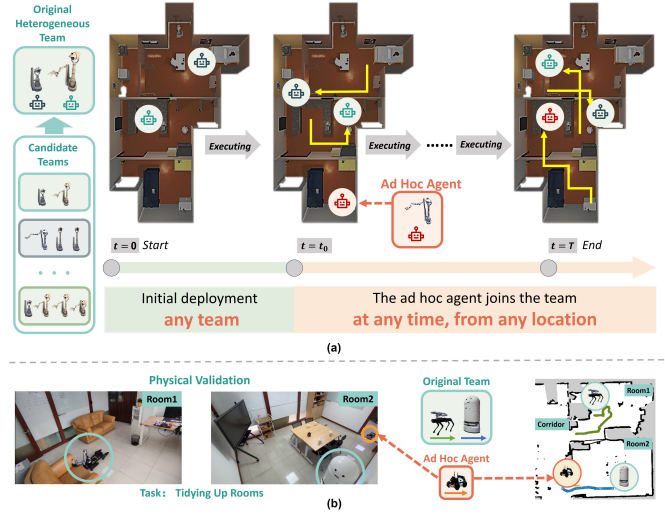 Original
Heterogeneous
Team
Candidate
Teams
Executing
Executing
Executing
Ad Hoc Agent
t = 0 Start
t = t₀
t = T End
Initial deployment
any team
The ad hoc agent joins the team
at any time, from any location
(a)
Physical Validation
Room1
Room2
Task: Tidying Up Rooms
Original Team
Ad Hoc Agent
Room1
Corridor
Room2
(b)